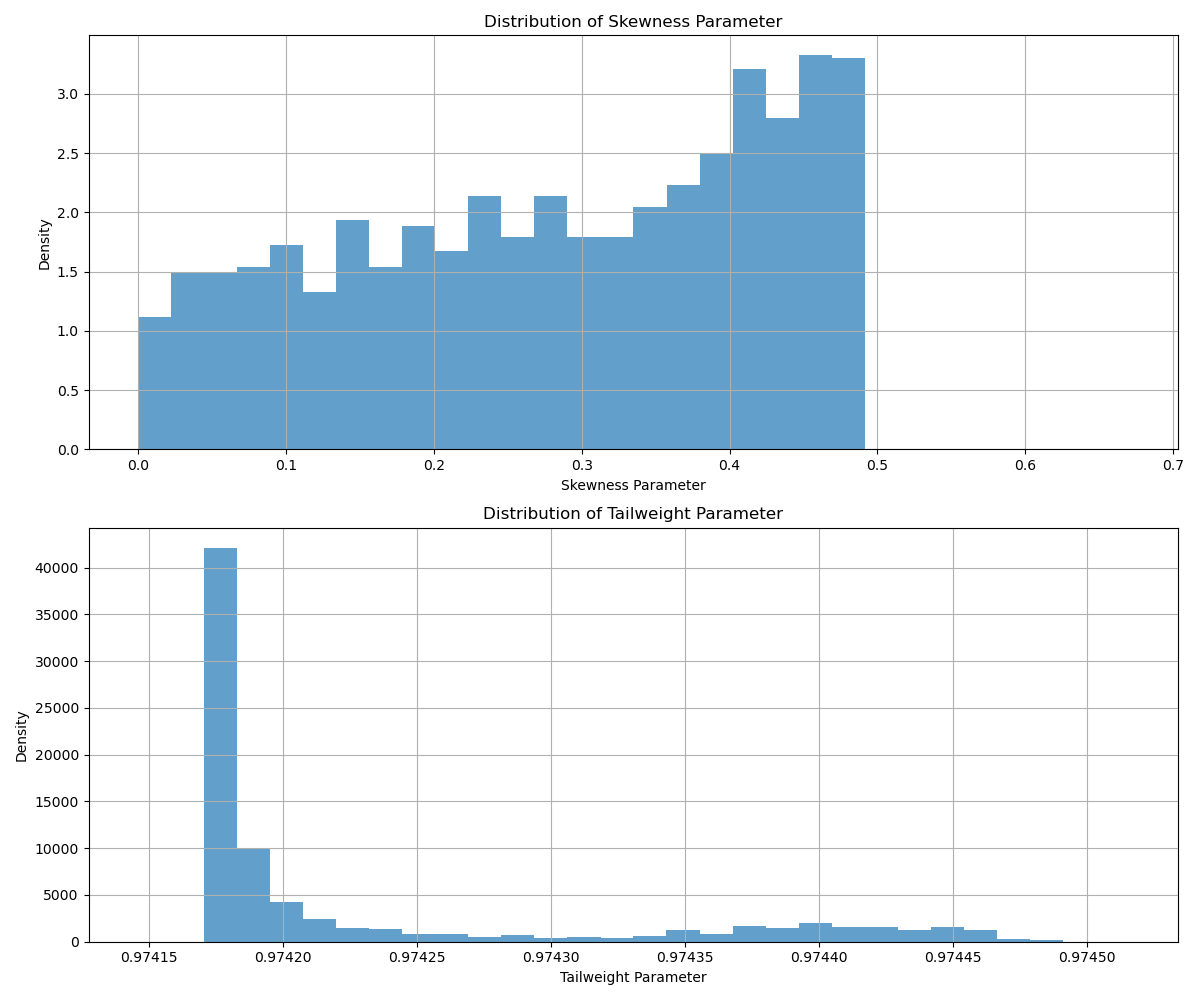 Distribution of Skewness Parameter
Density
3.0
2.5
2.0
1.5
1.0
0.5
0.0
0.0 0.1 0.2 0.3 0.4 0.5 0.6 0.7
Skewness Parameter
Distribution of Tailweight Parameter
Density
40000
35000
30000
25000
20000
15000
10000
5000
0
0.97415 0.97420 0.97425 0.97430 0.97435 0.97440 0.97445 0.97450
Tailweight Parameter